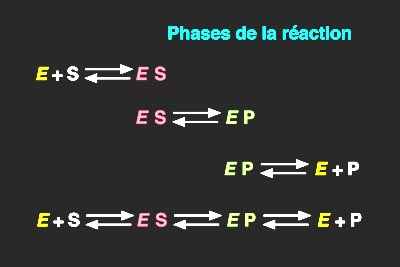 Phases de la réaction
E + S ⇌ E S
E S ⇌ E P
E P ⇌ E + P
E + S ⇌ E S ⇌ E P ⇌ E + P